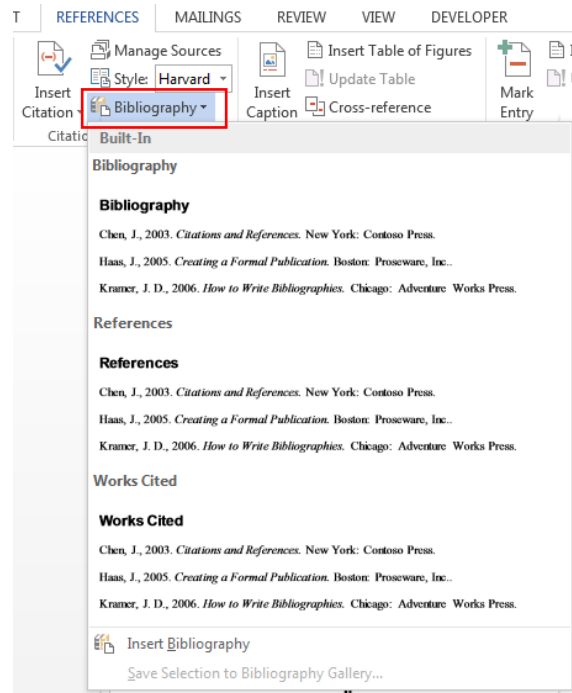 T REFERENCES MAILINGS REVIEW VIEW DEVELOPER
Manage Sources
Insert Table of Figures
Style: Harvard
Update Table
Insert
Citation
Bibliography
Insert
Caption
Cross-reference
Mark
Entry
Citatio
Built-In
Bibliography
Bibliography
Chen, J., 2003. Citations and References. New York: Contoso Press.
Haas, J., 2005. Creating a Formal Publication. Boston: Proseware, Inc..
Kramer, J. D., 2006. How to Write Bibliographies. Chicago: Adventure Works Press.
References
References
Chen, J., 2003. Citations and References. New York: Contoso Press.
Haas, J., 2005. Creating a Formal Publication. Boston: Proseware, Inc..
Kramer, J. D., 2006. How to Write Bibliographies. Chicago: Adventure Works Press.
Works Cited
Works Cited
Chen, J., 2003. Citations and References. New York: Contoso Press.
Haas, J., 2005. Creating a Formal Publication. Boston: Proseware, Inc..
Kramer, J. D., 2006. How to Write Bibliographies. Chicago: Adventure Works Press.
Insert Bibliography
Save Selection to Bibliography Gallery...